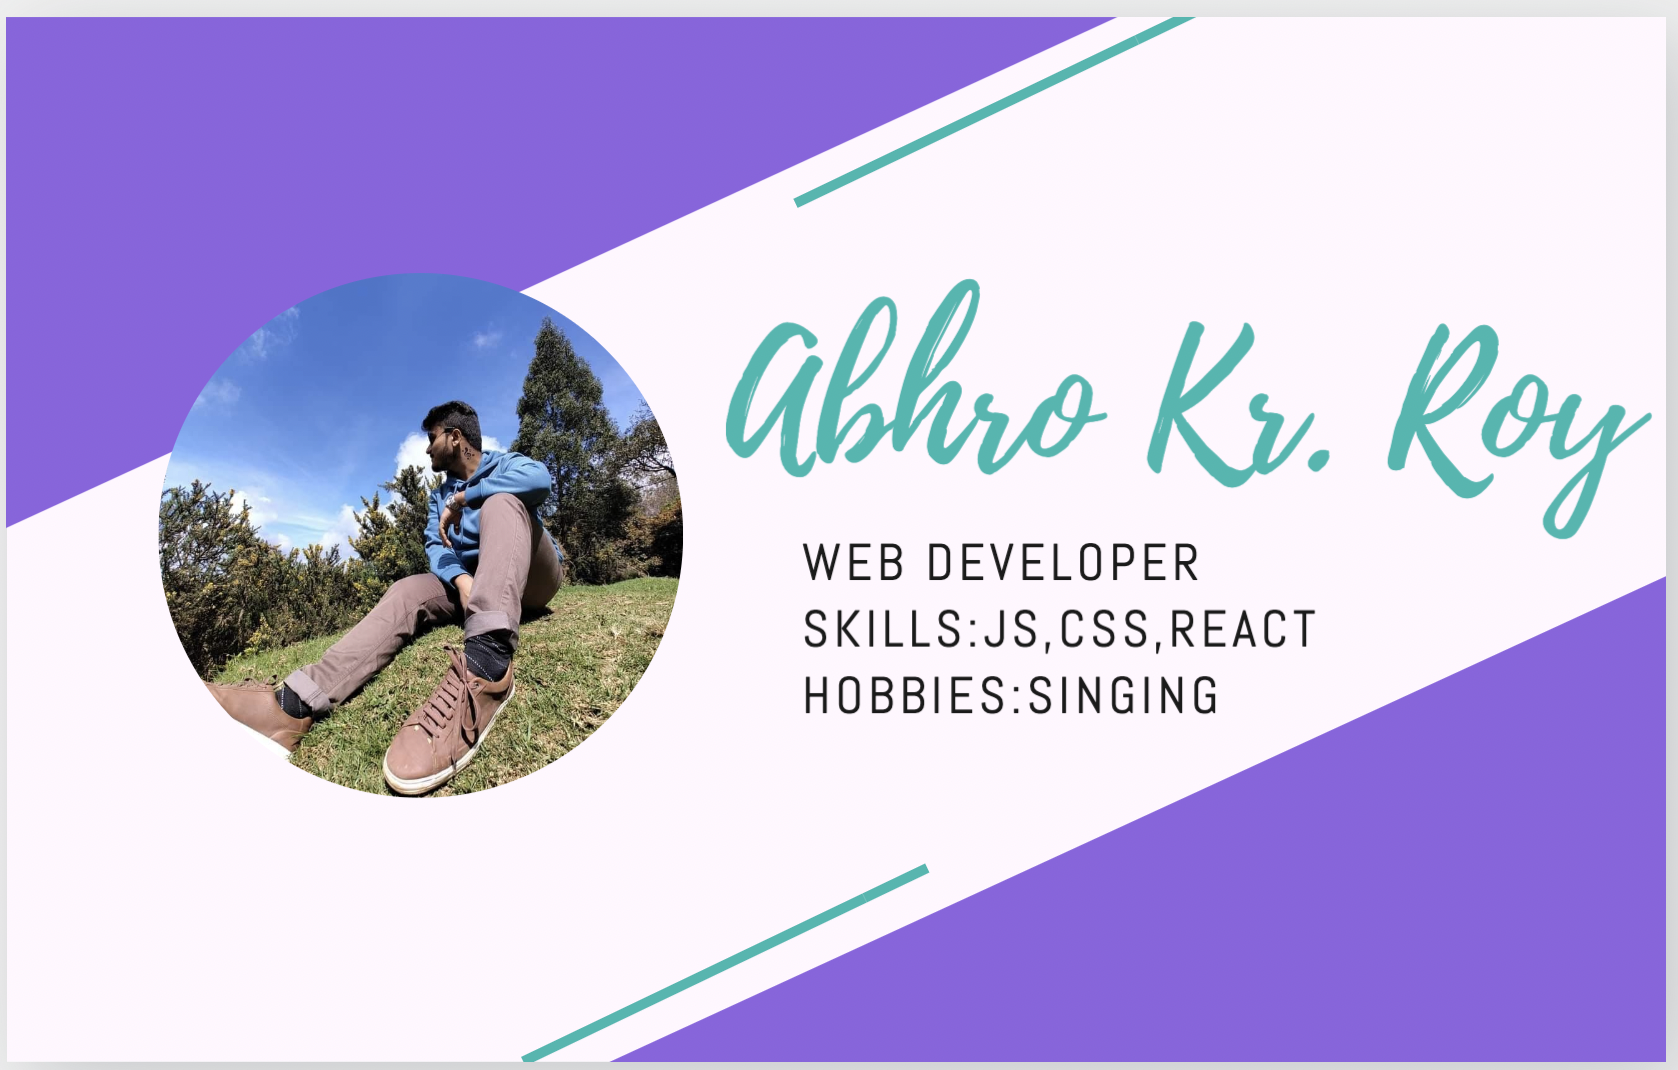 Abhro Kr. Roy
WEB DEVELOPER
SKILLS:JS,CSS,REACT
HOBBIES:SINGING